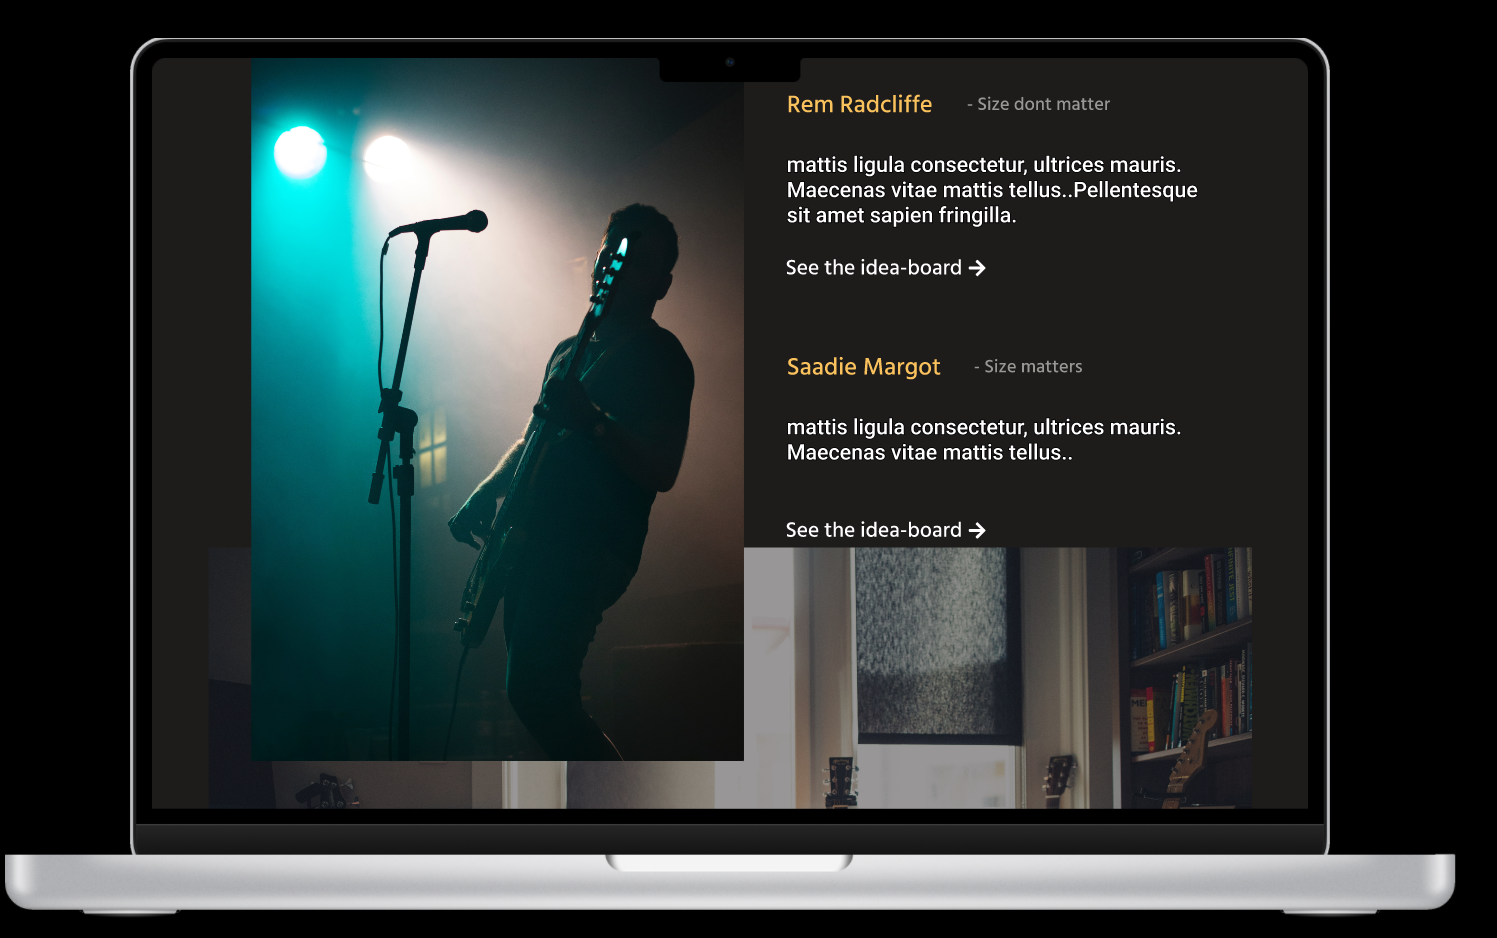 Rem Radcliffe - Size dont matter
mattis ligula consectetur, ultrices mauris.
Maecenas vitae mattis tellus..Pellentesque
sit amet sapien fringilla.
See the idea-board →
Saadie Margot - Size matters
mattis ligula consectetur, ultrices mauris.
Maecenas vitae mattis tellus..
See the idea-board →